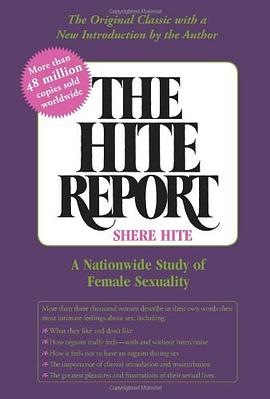 The Original Classic with a
New Introduction by the Author
More than
48 million
copies sold
worldwide
THE
HITE
REPORT
SHERE HITE
A Nationwide Study of
Female Sexuality
More than three thousand women describe in their own words their
most intimate feelings about sex, including:
What they like and don't like
How orgasm really feels—with and without intercourse
How it feels not to have an orgasm during sex
The importance of clitoral stimulation and masturbation
The greatest pleasures and frustrations of their sexual lives